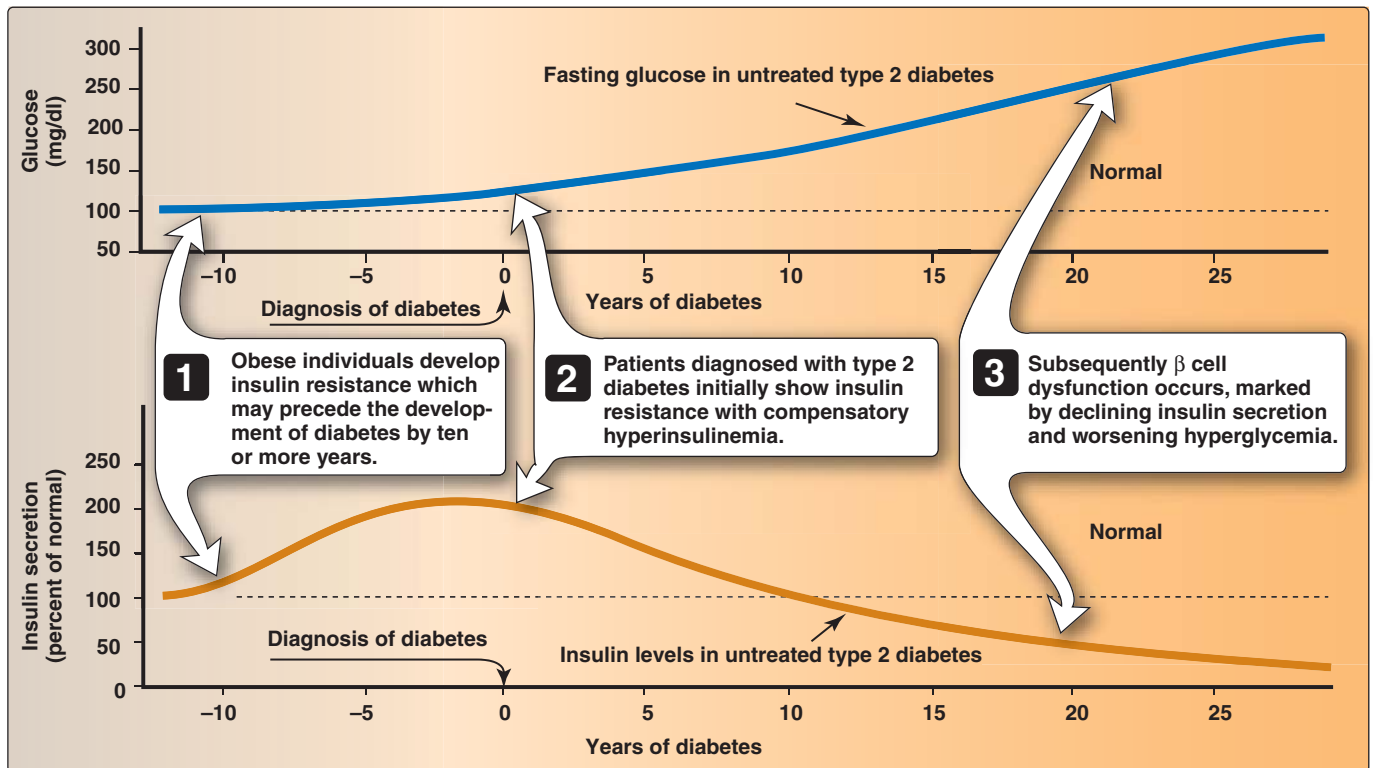 300
250
200
150
100
50
Glucose
(mg/dl)
Fasting glucose in untreated type 2 diabetes
Normal
–10
–5
0
5
10
15
20
25
Diagnosis of diabetes
Years of diabetes
1
Obese individuals develop
insulin resistance which
may precede the develop-
ment of diabetes by ten
or more years.
2
Patients diagnosed with type 2
diabetes initially show insulin
resistance with compensatory
hyperinsulinemia.
3
Subsequently β cell
dysfunction occurs, marked
by declining insulin secretion
and worsening hyperglycemia.
250
200
150
100
50
0
Insulin secretion
(percent of normal)
Normal
Diagnosis of diabetes
Insulin levels in untreated type 2 diabetes
–10
–5
0
5
10
15
20
25
Years of diabetes